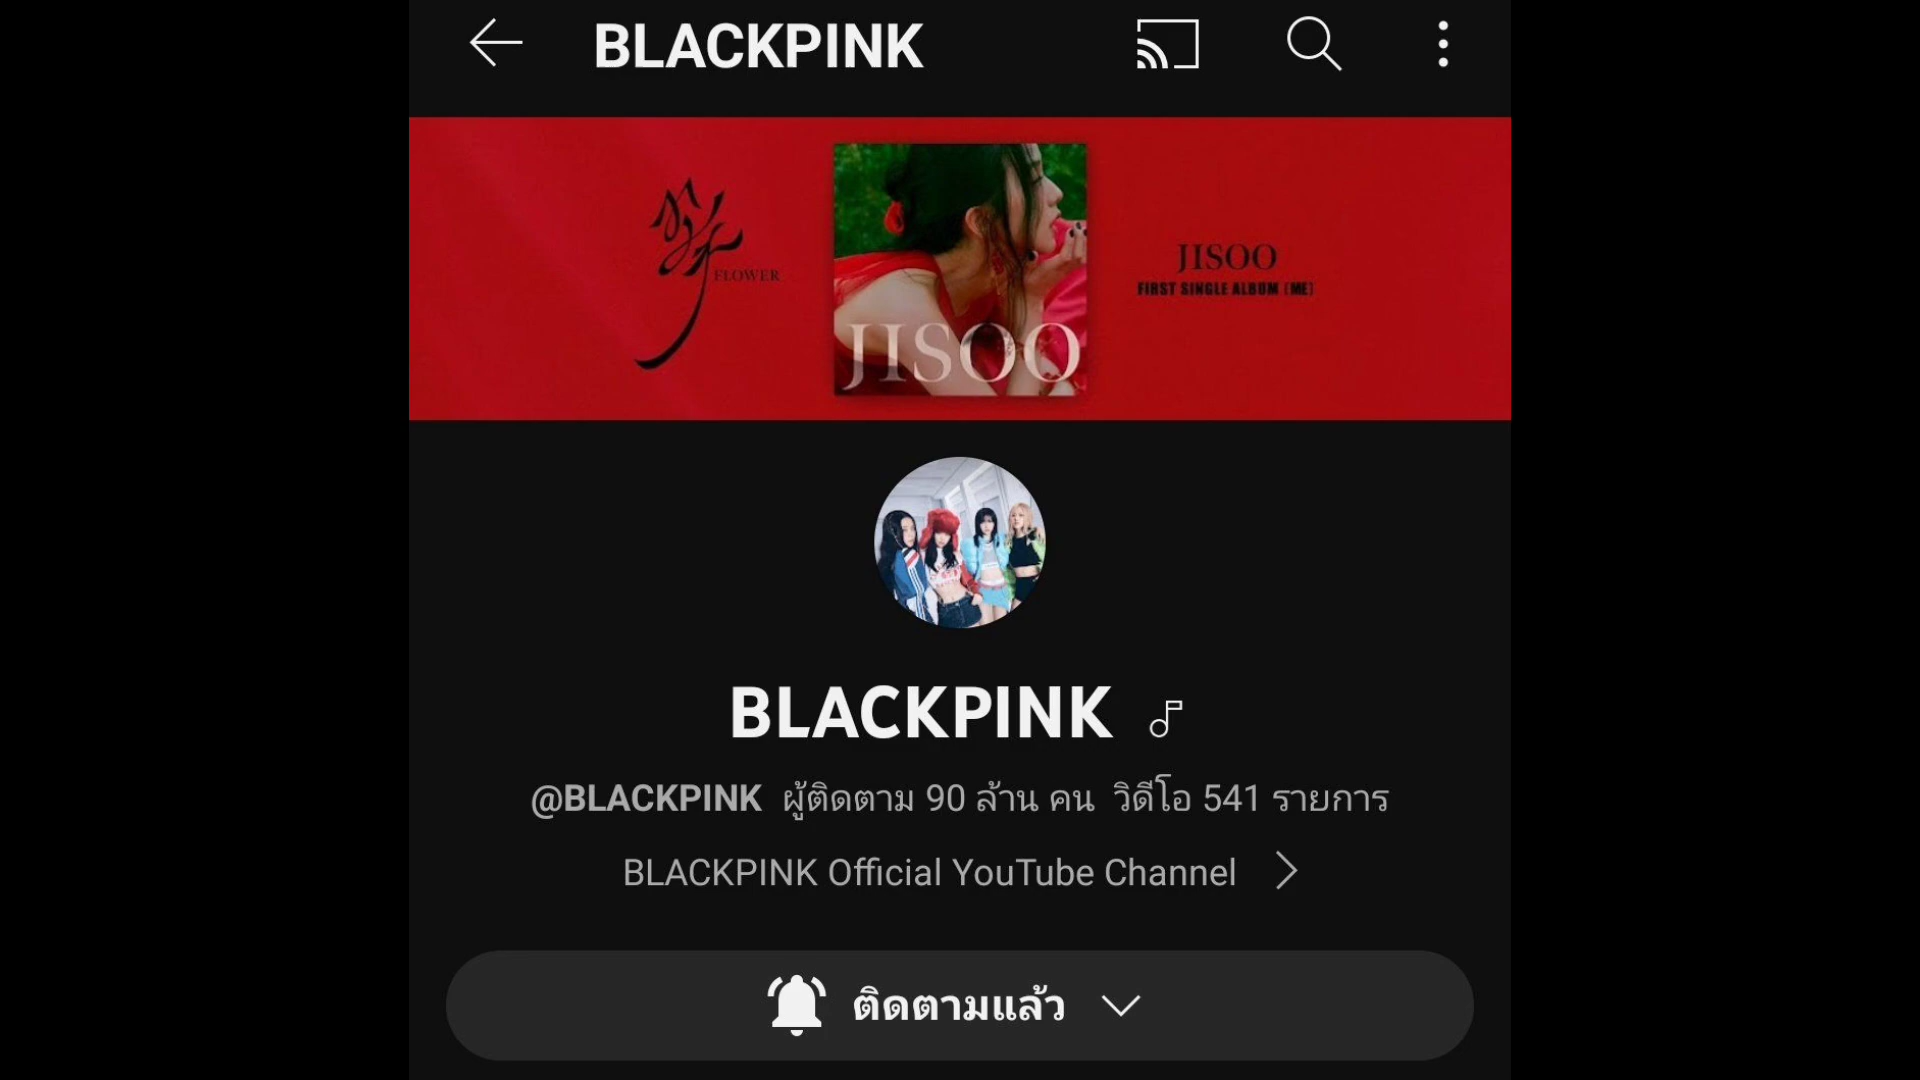 BLACKPINK
꽃
FLOWER
JISOO
JISOO
FIRST SINGLE ALBUM [ME]
BLACKPINK
@BLACKPINK ผู้ติดตาม 90 ล้าน คน วิดีโอ 541 รายการ
BLACKPINK Official YouTube Channel
ติดตามแล้ว